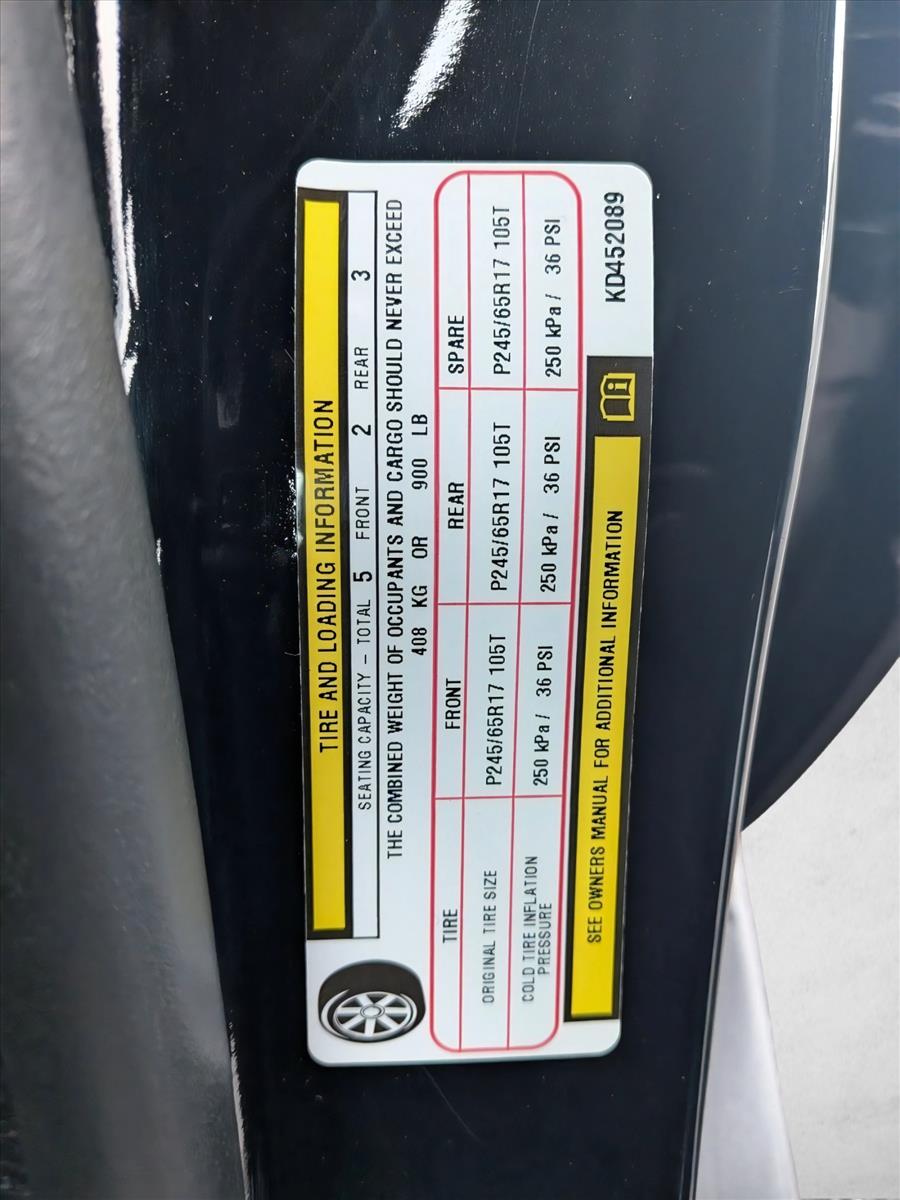 TIRE AND LOADING INFORMATION
SEATING CAPACITY – TOTAL 5 FRONT 2 REAR 3
THE COMBINED WEIGHT OF OCCUPANTS AND CARGO SHOULD NEVER EXCEED
408 KG OR 900 LB
TIRE FRONT REAR SPARE
ORIGINAL TIRE SIZE P245/65R17 105T P245/65R17 105T P245/65R17 105T
COLD TIRE INFLATION
PRESSURE 250 kPa / 36 PSI 250 kPa / 36 PSI 250 kPa / 36 PSI
SEE OWNERS MANUAL FOR ADDITIONAL INFORMATION
KD452089